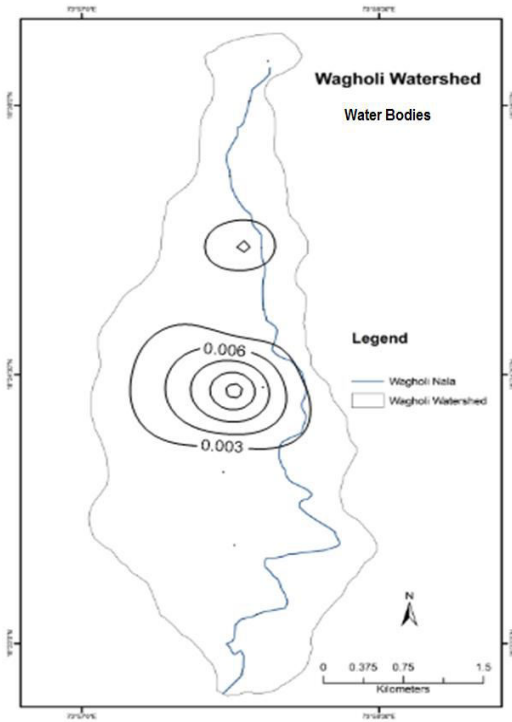 Wagholi Watershed
Water Bodies
0.006
0.003
Legend
Wagholi Nala
Wagholi Watershed
N
0 0.375 0.75 1.5
Kilometers